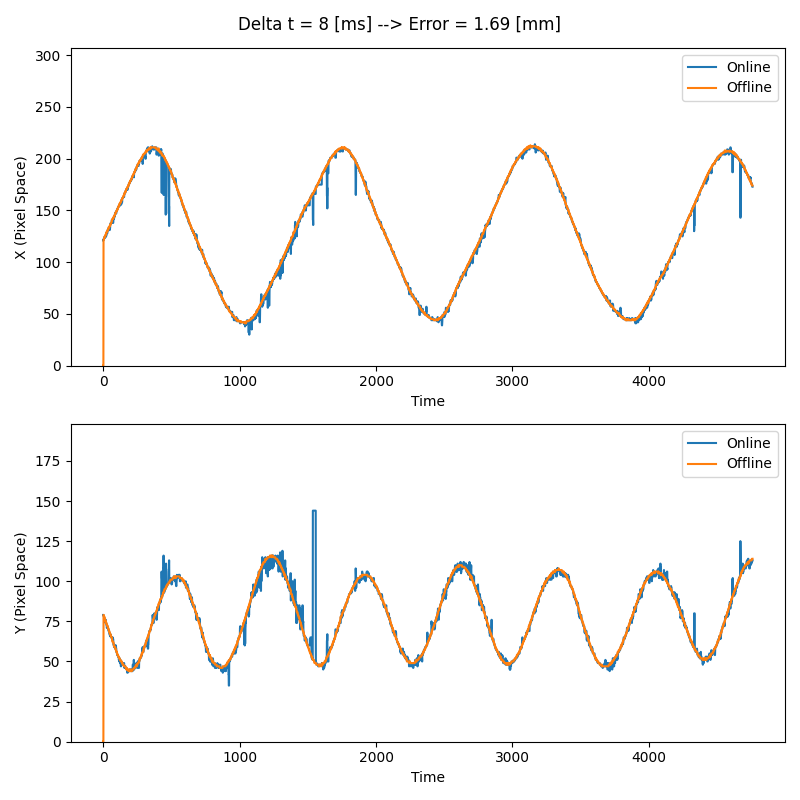 Delta t = 8 [ms] --> Error = 1.69 [mm]
300
250
200
150
100
50
0
X (Pixel Space)
Online
Offline
0 1000 2000 3000 4000
Time
175
150
125
100
75
50
25
0
Y (Pixel Space)
Online
Offline
0 1000 2000 3000 4000
Time